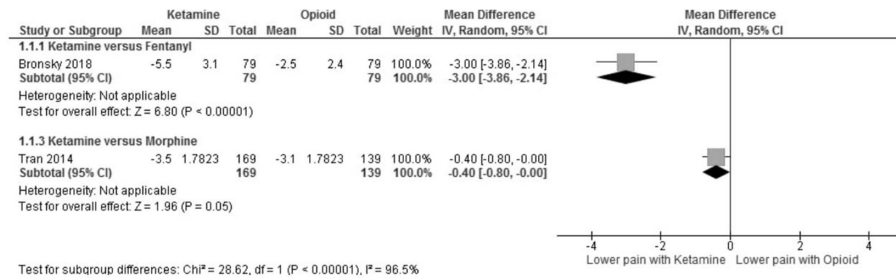 Ketamine Opioid Mean Difference Mean Difference
Study or Subgroup Mean SD Total Mean SD Total Weight IV, Random, 95% CI IV, Random, 95% CI
1.1.1 Ketamine versus Fentanyl
Bronsky 2018 -5.5 3.1 79 -2.5 2.4 79 100.0% -3.00 [-3.86, -2.14]
Subtotal (95% CI) 79 79 100.0% -3.00 [-3.86, -2.14]
Heterogeneity: Not applicable
Test for overall effect: Z = 6.80 (P < 0.00001)
1.1.3 Ketamine versus Morphine
Tran 2014 -3.5 1.7823 169 -3.1 1.7823 139 100.0% -0.40 [-0.80, -0.00]
Subtotal (95% CI) 169 139 100.0% -0.40 [-0.80, -0.00]
Heterogeneity: Not applicable
Test for overall effect: Z = 1.96 (P = 0.05)
-4 -2 0 2 4
Lower pain with Ketamine Lower pain with Opioid
Test for subgroup differences: Chi² = 28.62, df = 1 (P < 0.00001), I² = 96.5%